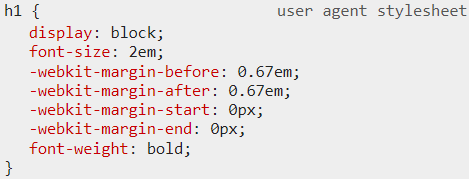 h1 { user agent stylesheet
display: block;
font-size: 2em;
-webkit-margin-before: 0.67em;
-webkit-margin-after: 0.67em;
-webkit-margin-start: 0px;
-webkit-margin-end: 0px;
font-weight: bold;
}